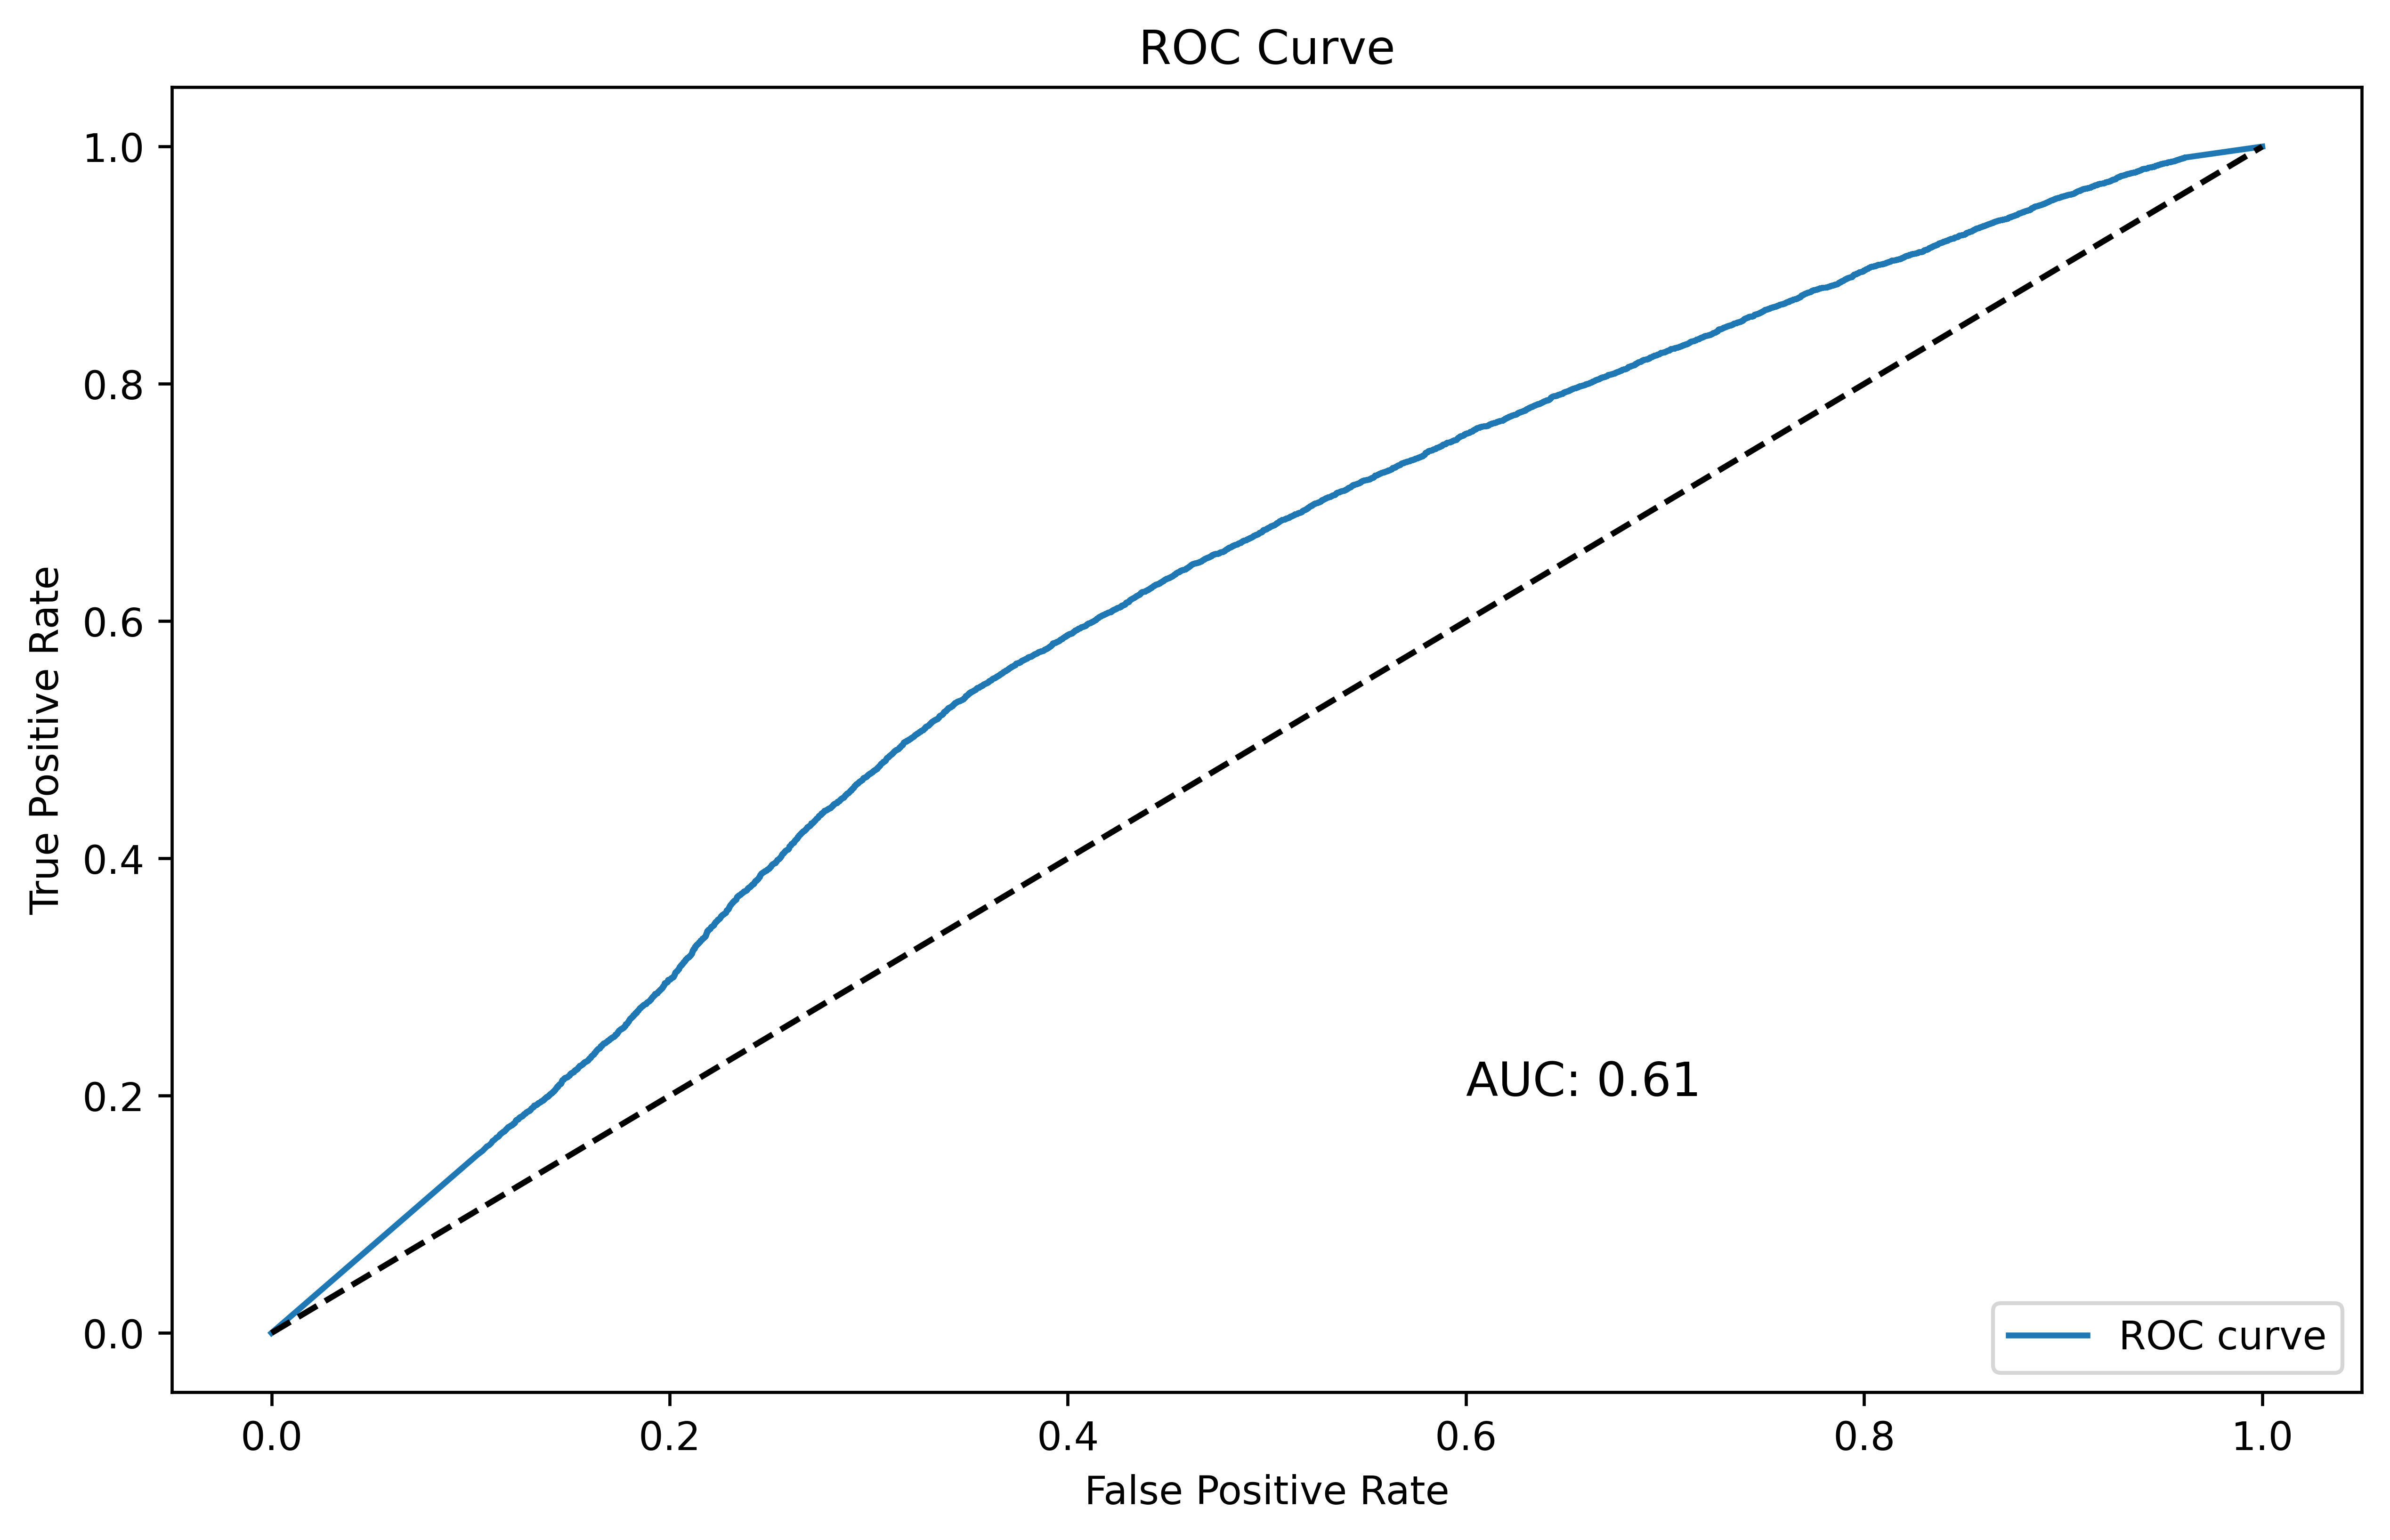 ROC Curve
1.0
0.8
0.6
0.4
0.2
0.0
True Positive Rate
AUC: 0.61
ROC curve
0.0 0.2 0.4 0.6 0.8 1.0
False Positive Rate